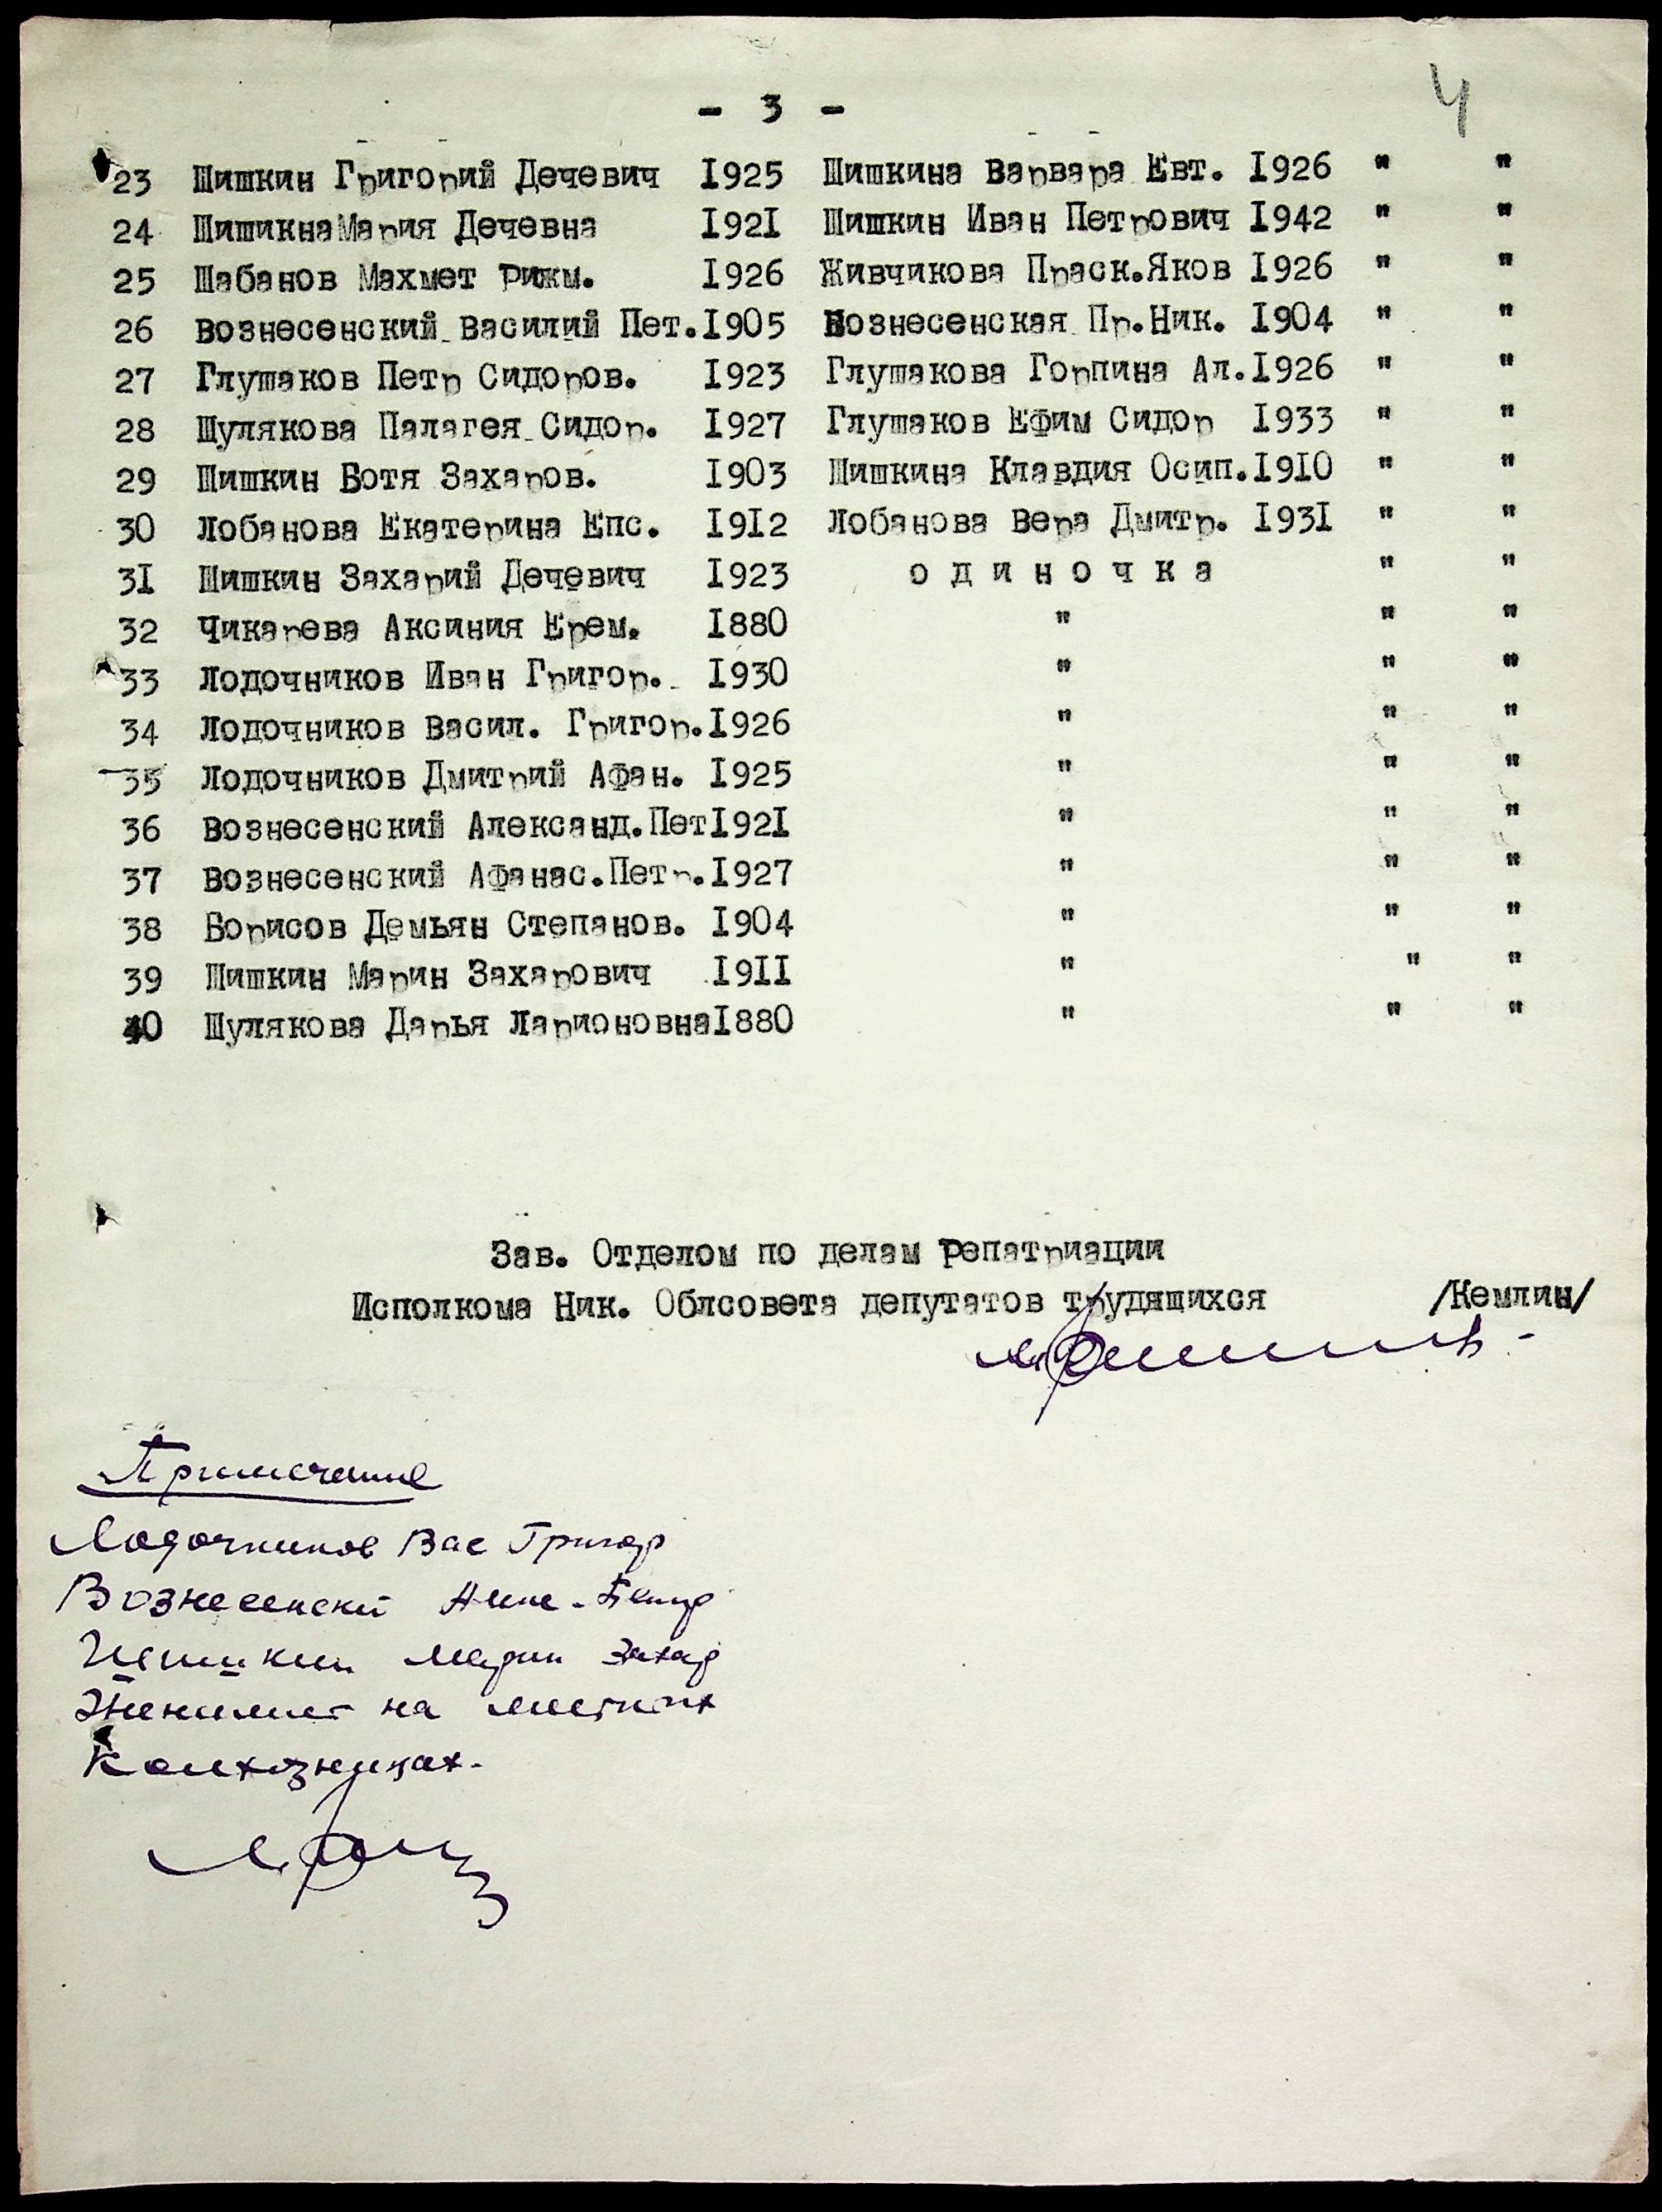 4
- 3 -
23 Шишкин Григорий Дечевич 1925 Шишкина Варвара Евт. 1926 " "
24 ШишикнаМария Дечевна 1921 Шишкин Иван Петрович 1942 " "
25 Шабанов Махмет Рижм. 1926 Живчикова Праск.Яков 1926 " "
26 Вознесенский Василий Пет.1905 Вознесенская Пр.Ник. 1904 " "
27 Глушаков Петр Сидоров. 1923 Глушакова Горпина Ал.1926 " "
28 Шулякова Палагея Сидор. 1927 Глушаков Ефим Сидор 1933 " "
29 Шишкин Ботя Захаров. 1903 Шишкина Клавдия Осип.1910 " "
30 Лобанова Екатерина Епс. 1912 Лобанова Вера Дмитр. 1931 " "
31 Шишкин Захарий Дечевич 1923 одиночка " "
32 Чикарева Аксиния Ерем. 1880 " " "
33 Лодочников Иван Григор. 1930 " " "
34 Лодочников Васил. Григор.1926 " " "
35 Лодочников Дмитрий Афан. 1925 " " "
36 Вознесенский Александ.Пет1921 " " "
37 Вознесенский Афанас.Петр.1927 " " "
38 Борисов Демьян Степанов. 1904 " " "
39 Шишкин Марин Захарович 1911 " " "
40 Шулякова Дарья Ларионовна1880 " " "
Зав. Отделом по делам Репатриации
Исполкома Ник. Облсовета депутатов трудящихся /Кемлин/
Примечание
Лодочников Вас Григор
Вознесенский Петр
Шишкин Марин Захар
на местных
Колхозницах.